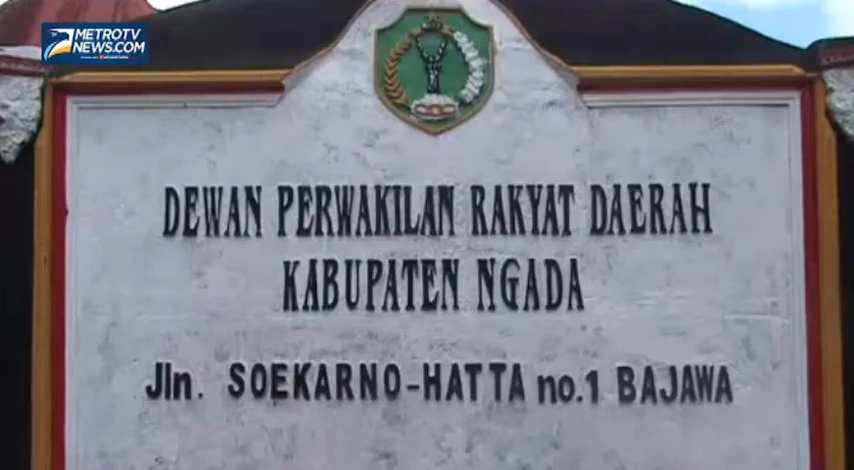 METROTV
NEWS.COM
DEWAN PERWAKILAN RAKYAT DAERAH
KABUPATEN NGADA
Jln. SOEKARNO-HATTA no.1 BAJAWA